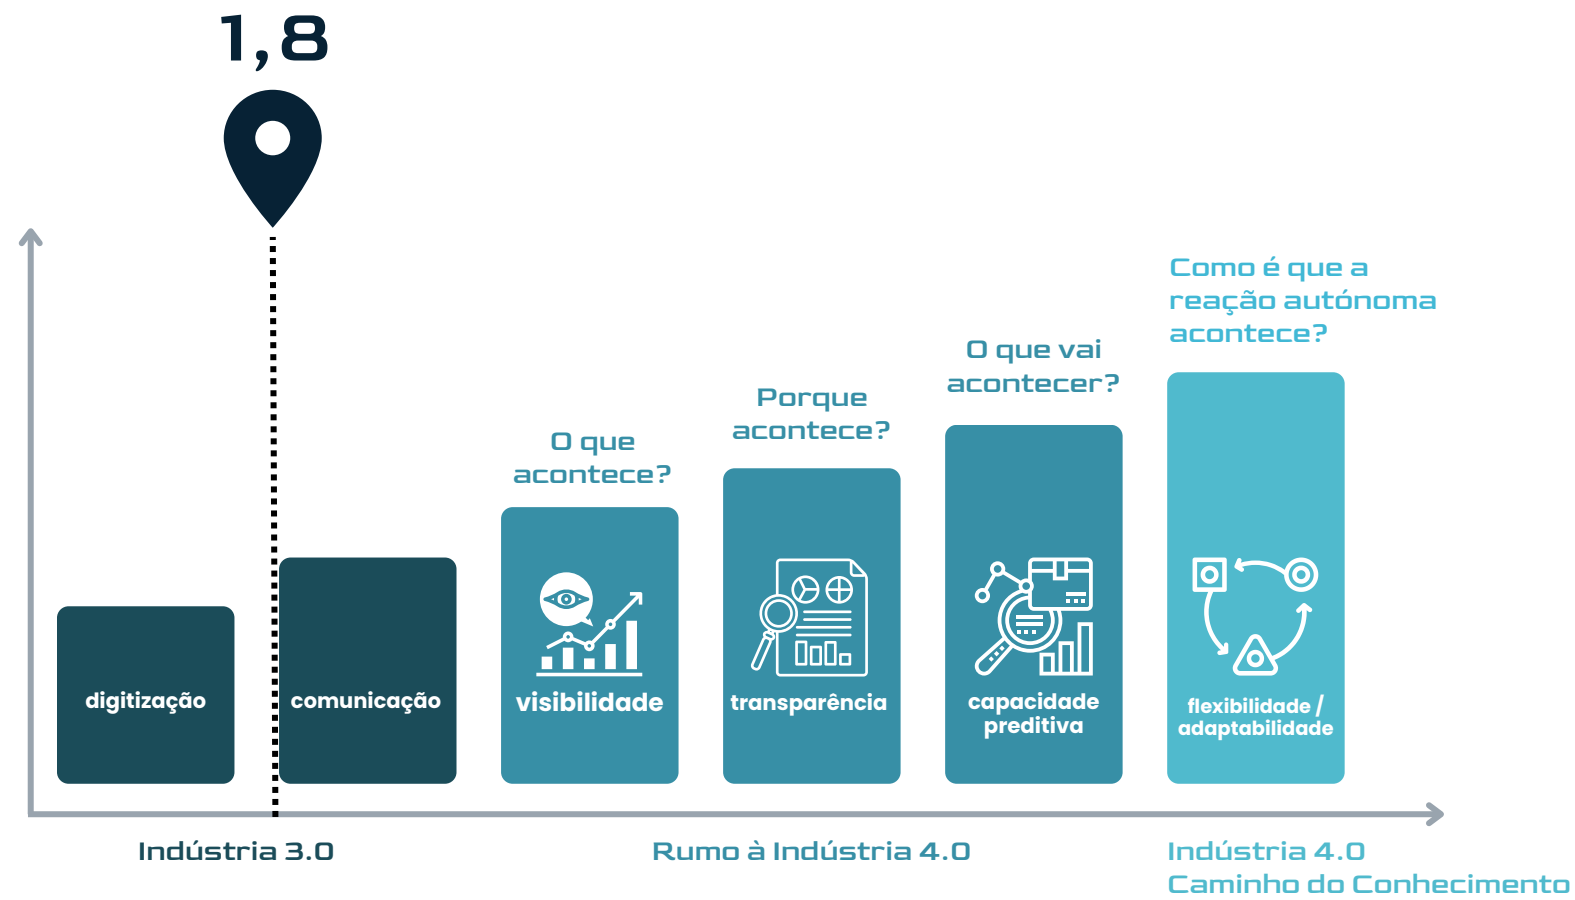 1,8
Como é que a
reação autónoma
acontece?
O que vai
acontecer?
Porque
acontece?
O que
acontece?
digitização
comunicação
visibilidade
transparência
capacidade
preditiva
flexibilidade /
adaptabilidade
Indústria 3.0
Rumo à Indústria 4.0
Indústria 4.0
Caminho do Conhecimento